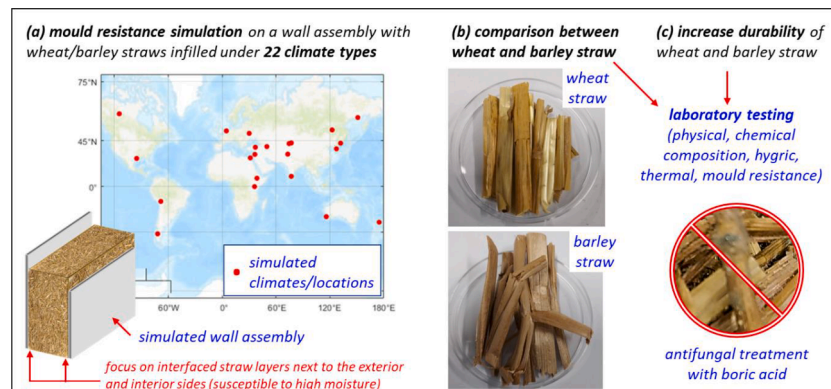 (a) mould resistance simulation on a wall assembly with
wheat/barley straws infilled under 22 climate types
75°N
45°N
0°
45°S
60°W
0°
60°E
120°E
180°E
simulated
climates/locations
simulated wall assembly
focus on interfaced straw layers next to the exterior
and interior sides (susceptible to high moisture)
(b) comparison between
wheat and barley straw
wheat
straw
barley
straw
(c) increase durability of
wheat and barley straw
laboratory testing
(physical, chemical
composition, hygric,
thermal, mould resistance)
antifungal treatment
with boric acid